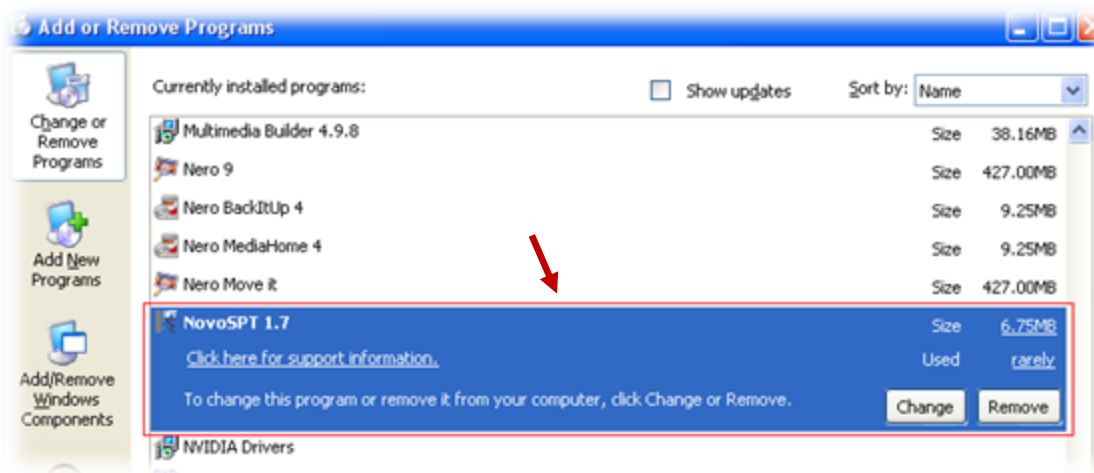 Add or Remove Programs
Change or
Remove
Programs
Add New
Programs
Add/Remove
Windows
Components
Currently installed programs:
Show updates
Sort by: Name
Multimedia Builder 4.9.8 Size 38.16MB
Nero 9 Size 427.00MB
Nero BackItUp 4 Size 9.25MB
Nero MediaHome 4 Size 9.25MB
Nero Move it Size 427.00MB
NovoSPT 1.7 Size 6.75MB
Click here for support information. Used rarely
To change this program or remove it from your computer, click Change or Remove. Change Remove
NVIDIA Drivers